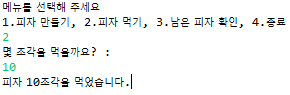 메뉴를 선택해 주세요
1.피자 만들기, 2.피자 먹기, 3.남은 피자 확인, 4.종료
2
몇 조각을 먹을까요? :
10
피자 10조각을 먹었습니다.